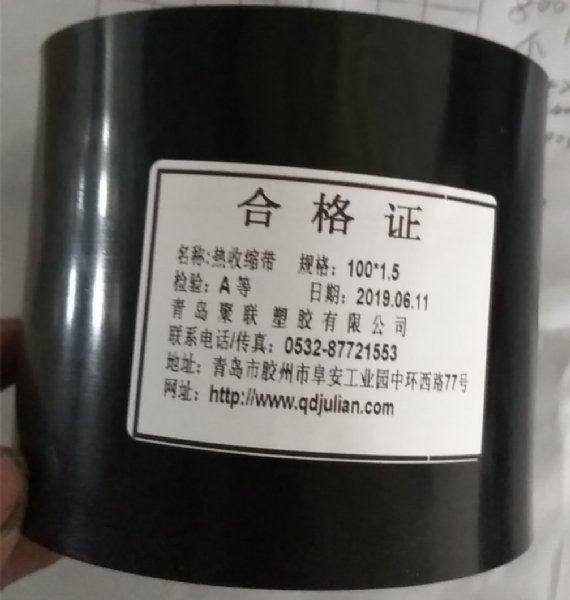 合格证
名称:热收缩带 规格：100*1.5
检验：A等 日期：2019.06.11
青岛聚联塑胶有限公司
联系电话/传真：0532-87721553
地址：青岛市胶州市阜安工业园中环西路77号
网址：http://www.qdjulian.com